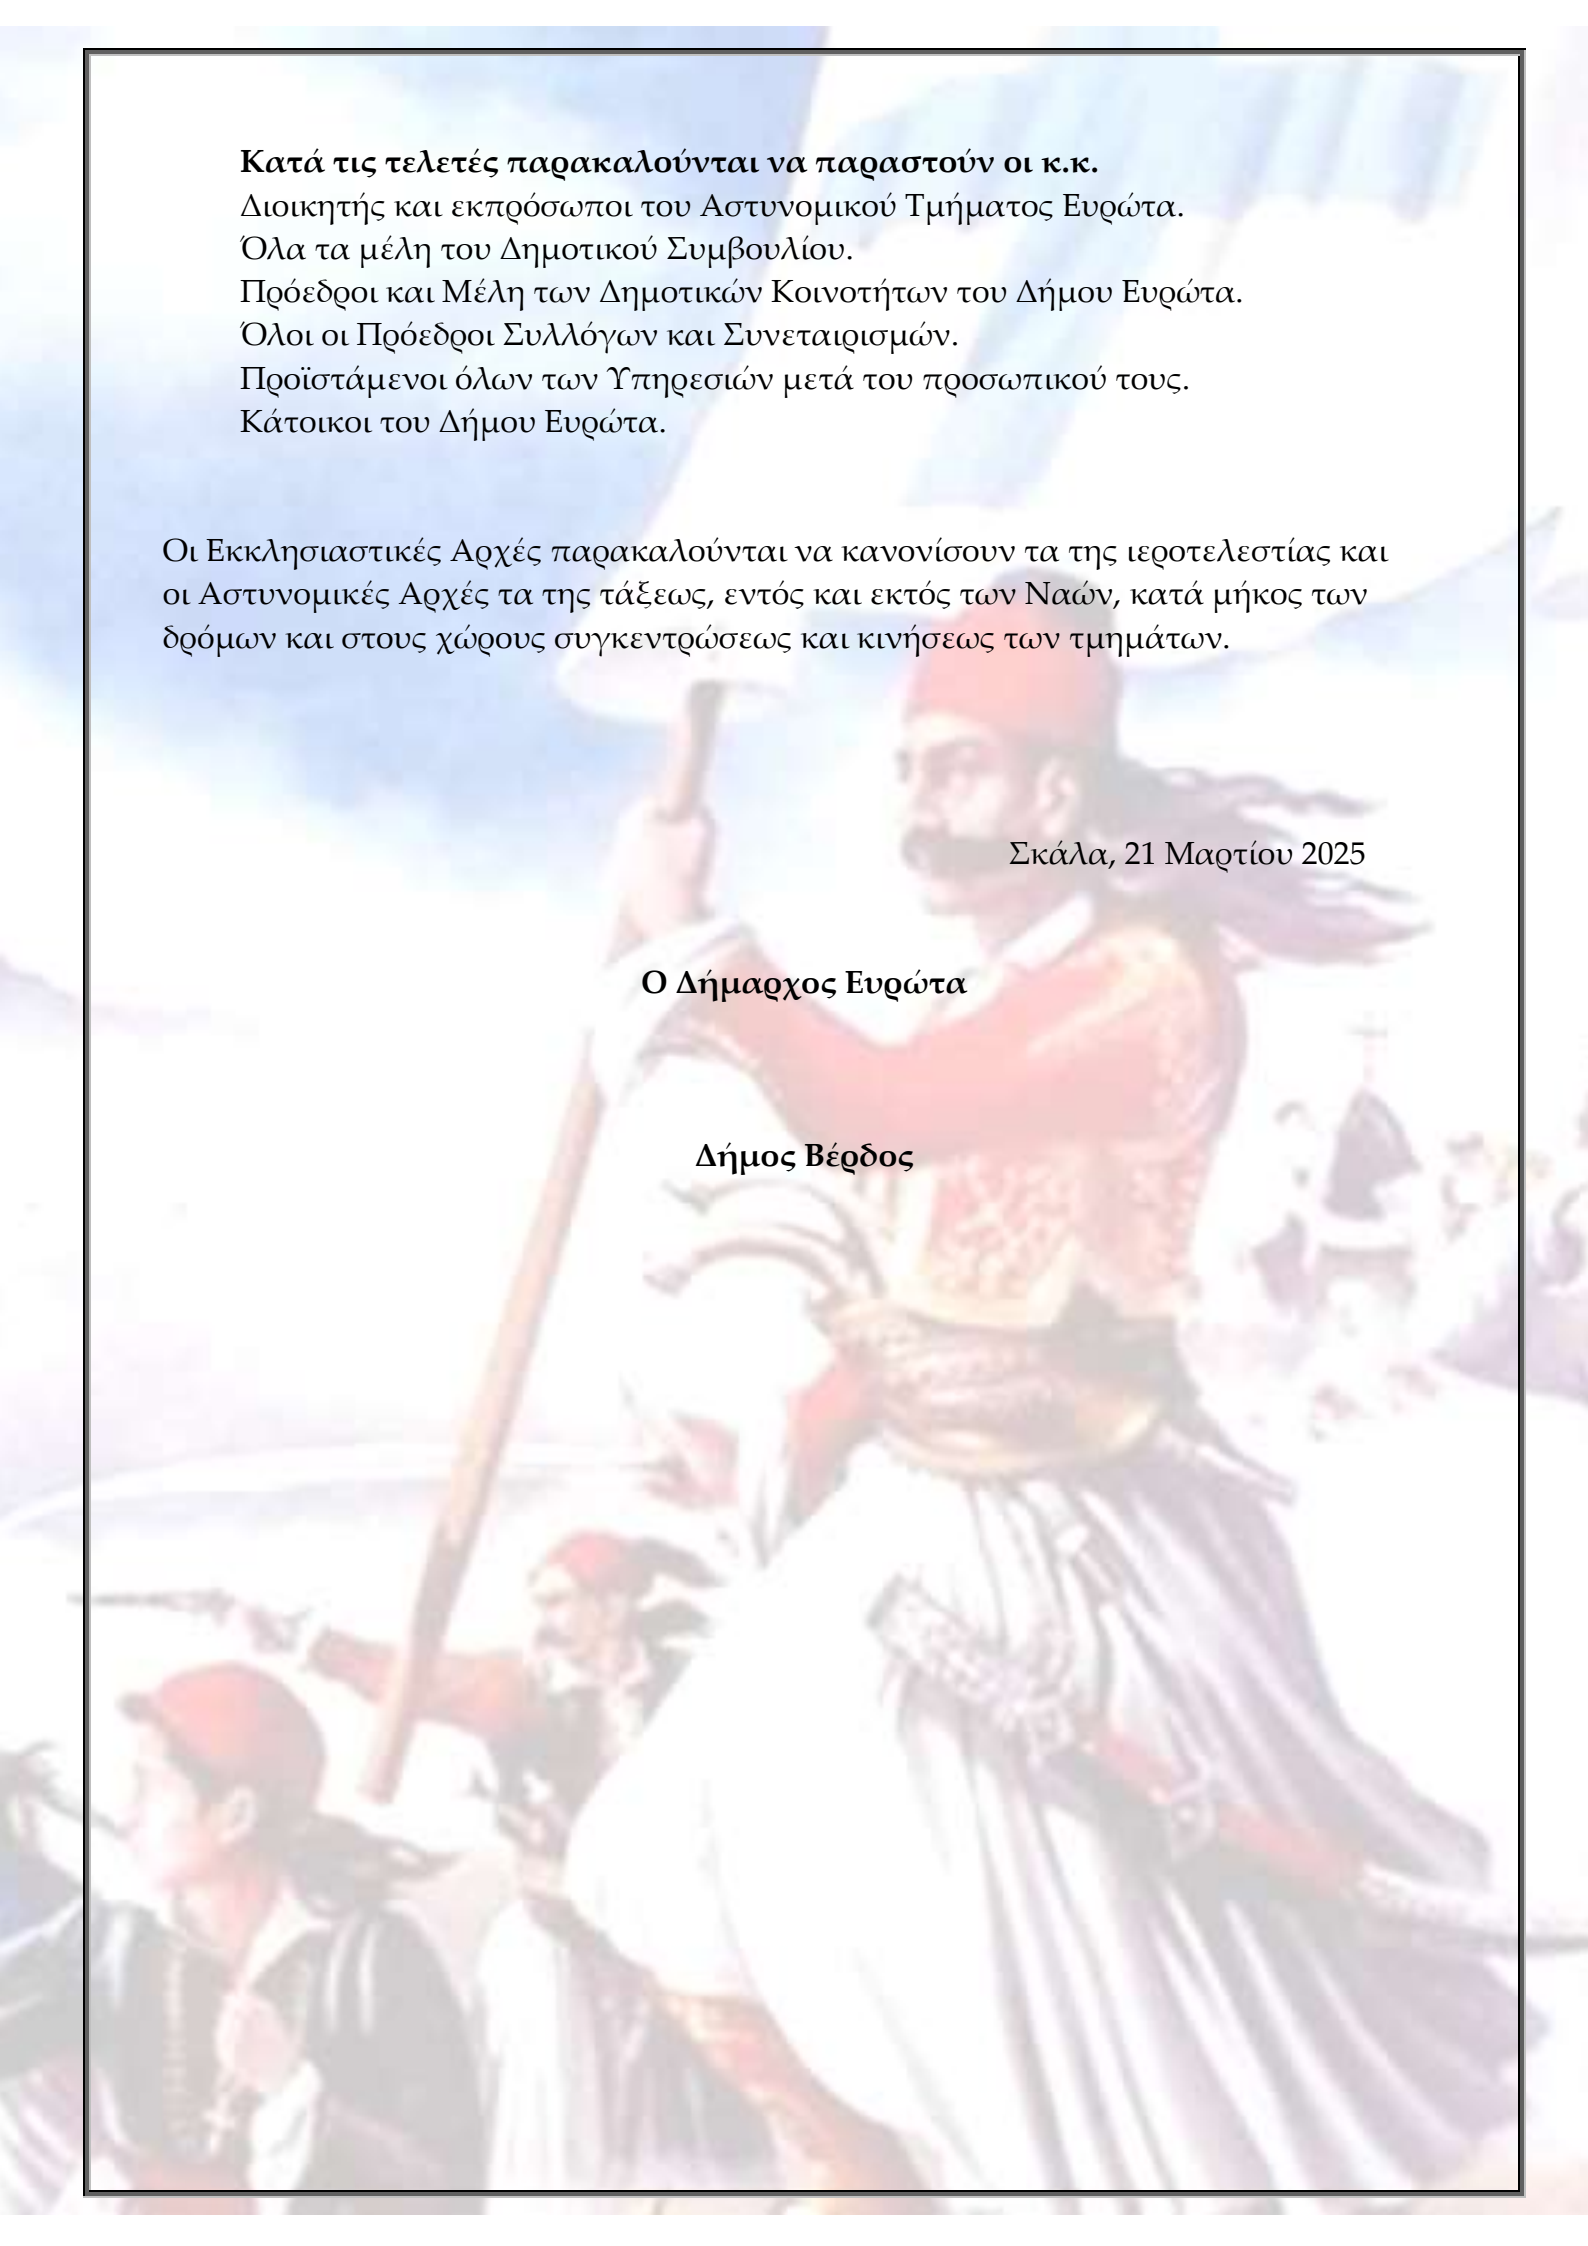 Κατά τις τελετές παρακαλούνται να παραστούν οι κ.κ.
Διοικητής και εκπρόσωποι του Αστυνομικού Τμήματος Ευρώτα.
Όλα τα μέλη του Δημοτικού Συμβουλίου.
Πρόεδροι και Μέλη των Δημοτικών Κοινοτήτων του Δήμου Ευρώτα.
Όλοι οι Πρόεδροι Συλλόγων και Συνεταιρισμών.
Προϊστάμενοι όλων των Υπηρεσιών μετά του προσωπικού τους.
Κάτοικοι του Δήμου Ευρώτα.
Οι Εκκλησιαστικές Αρχές παρακαλούνται να κανονίσουν τα της ιεροτελεστίας και
οι Αστυνομικές Αρχές τα της τάξεως, εντός και εκτός των Ναών, κατά μήκος των
δρόμων και στους χώρους συγκεντρώσεως και κινήσεως των τμημάτων.
Σκάλα, 21 Μαρτίου 2025
Ο Δήμαρχος Ευρώτα
Δήμος Βέρδος